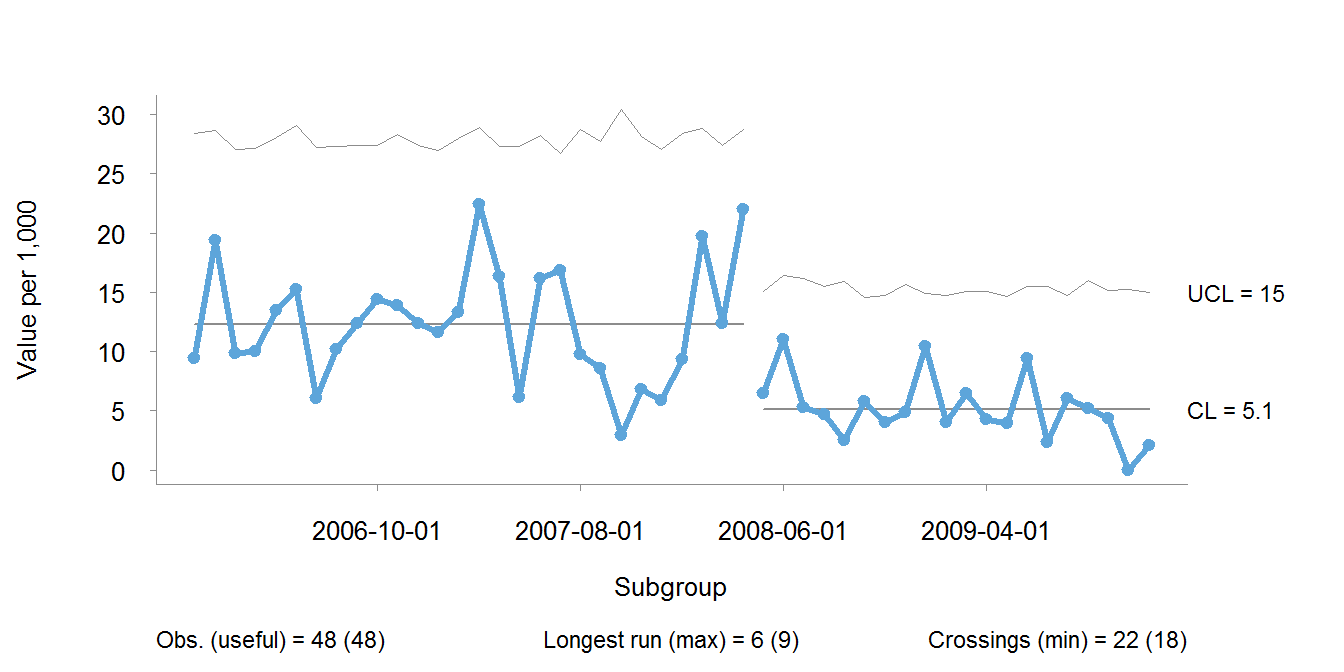 Value per 1,000
30
25
20
15
10
5
0
UCL = 15
CL = 5.1
2006-10-01 2007-08-01 2008-06-01 2009-04-01
Subgroup
Obs. (useful) = 48 (48) Longest run (max) = 6 (9) Crossings (min) = 22 (18)